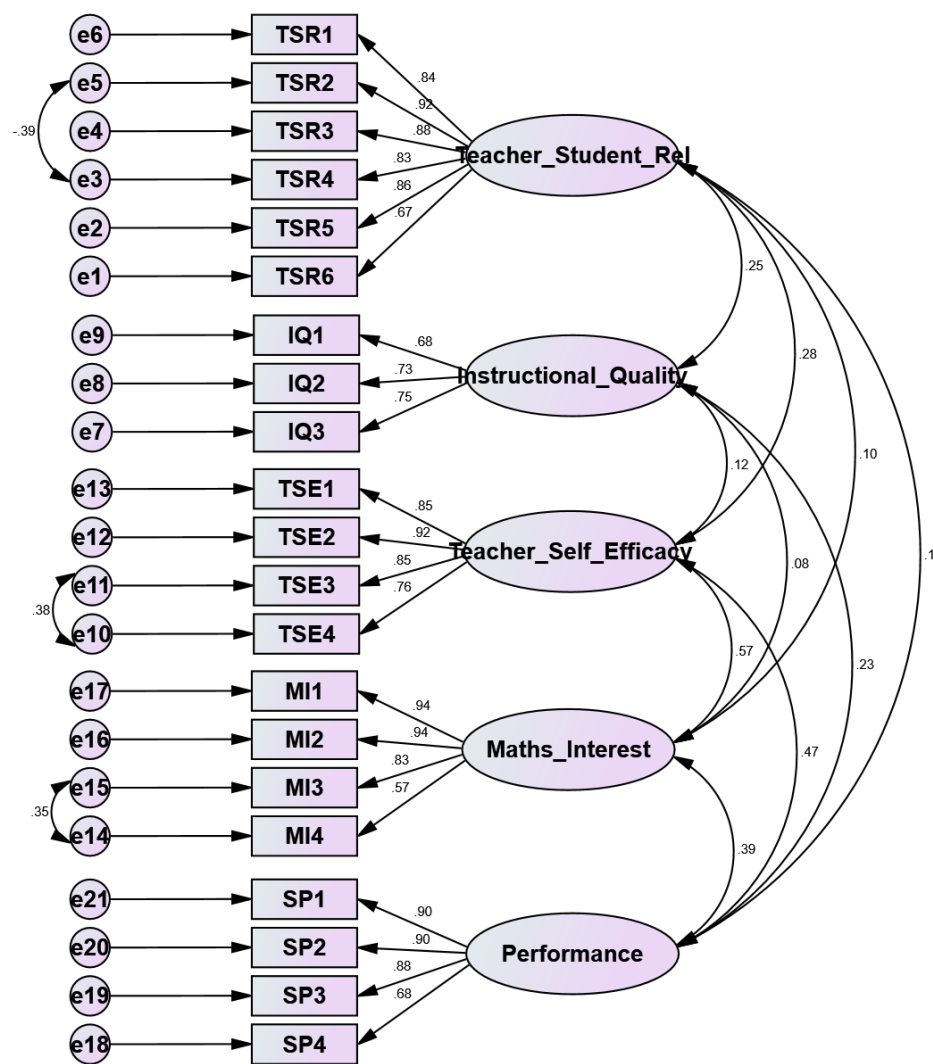 e6 TSR1
.84
e5 TSR2
.92
-.39
e4 TSR3
.88
Teacher_Student_Rel
.83
e3 TSR4
.86
e2 TSR5
.67
.25
e1 TSR6
e9 IQ1
.68
.28
.73
e8 IQ2
Instructional_Quality
.75
e7 IQ3
.12
.10
e13 TSE1
.85
.92
e12 TSE2
Teacher_Self_Efficacy
.1
.85
.08
e11 TSE3
.76
.38
e10 TSE4
.57
.23
e17 MI1
.94
e16 MI2
.94
Maths_Interest
.47
.83
e15 MI3
.57
.35
e14 MI4
.39
e21 SP1
.90
e20 SP2
.90
Performance
.88
e19 SP3
.68
e18 SP4